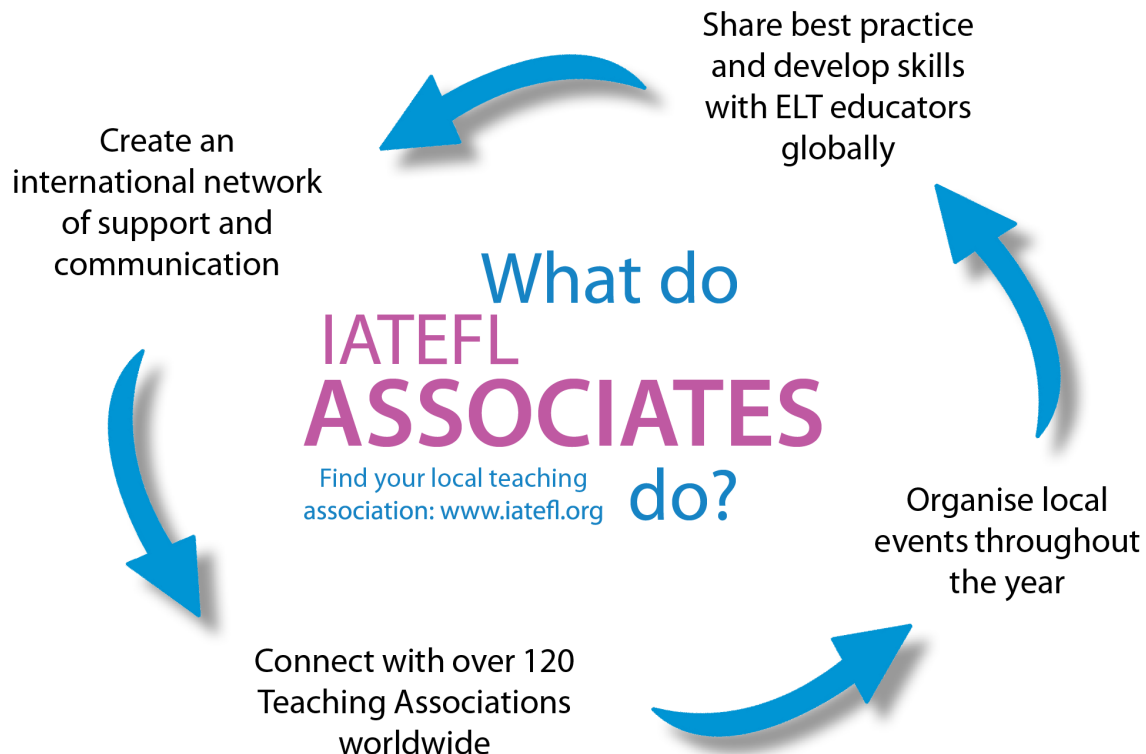 Share best practice
and develop skills
with ELT educators
globally
Create an
international network
of support and
communication
What do
IATEFL
ASSOCIATES
do?
Find your local teaching
association: www.iatefl.org
Organise local
events throughout
the year
Connect with over 120
Teaching Associations
worldwide